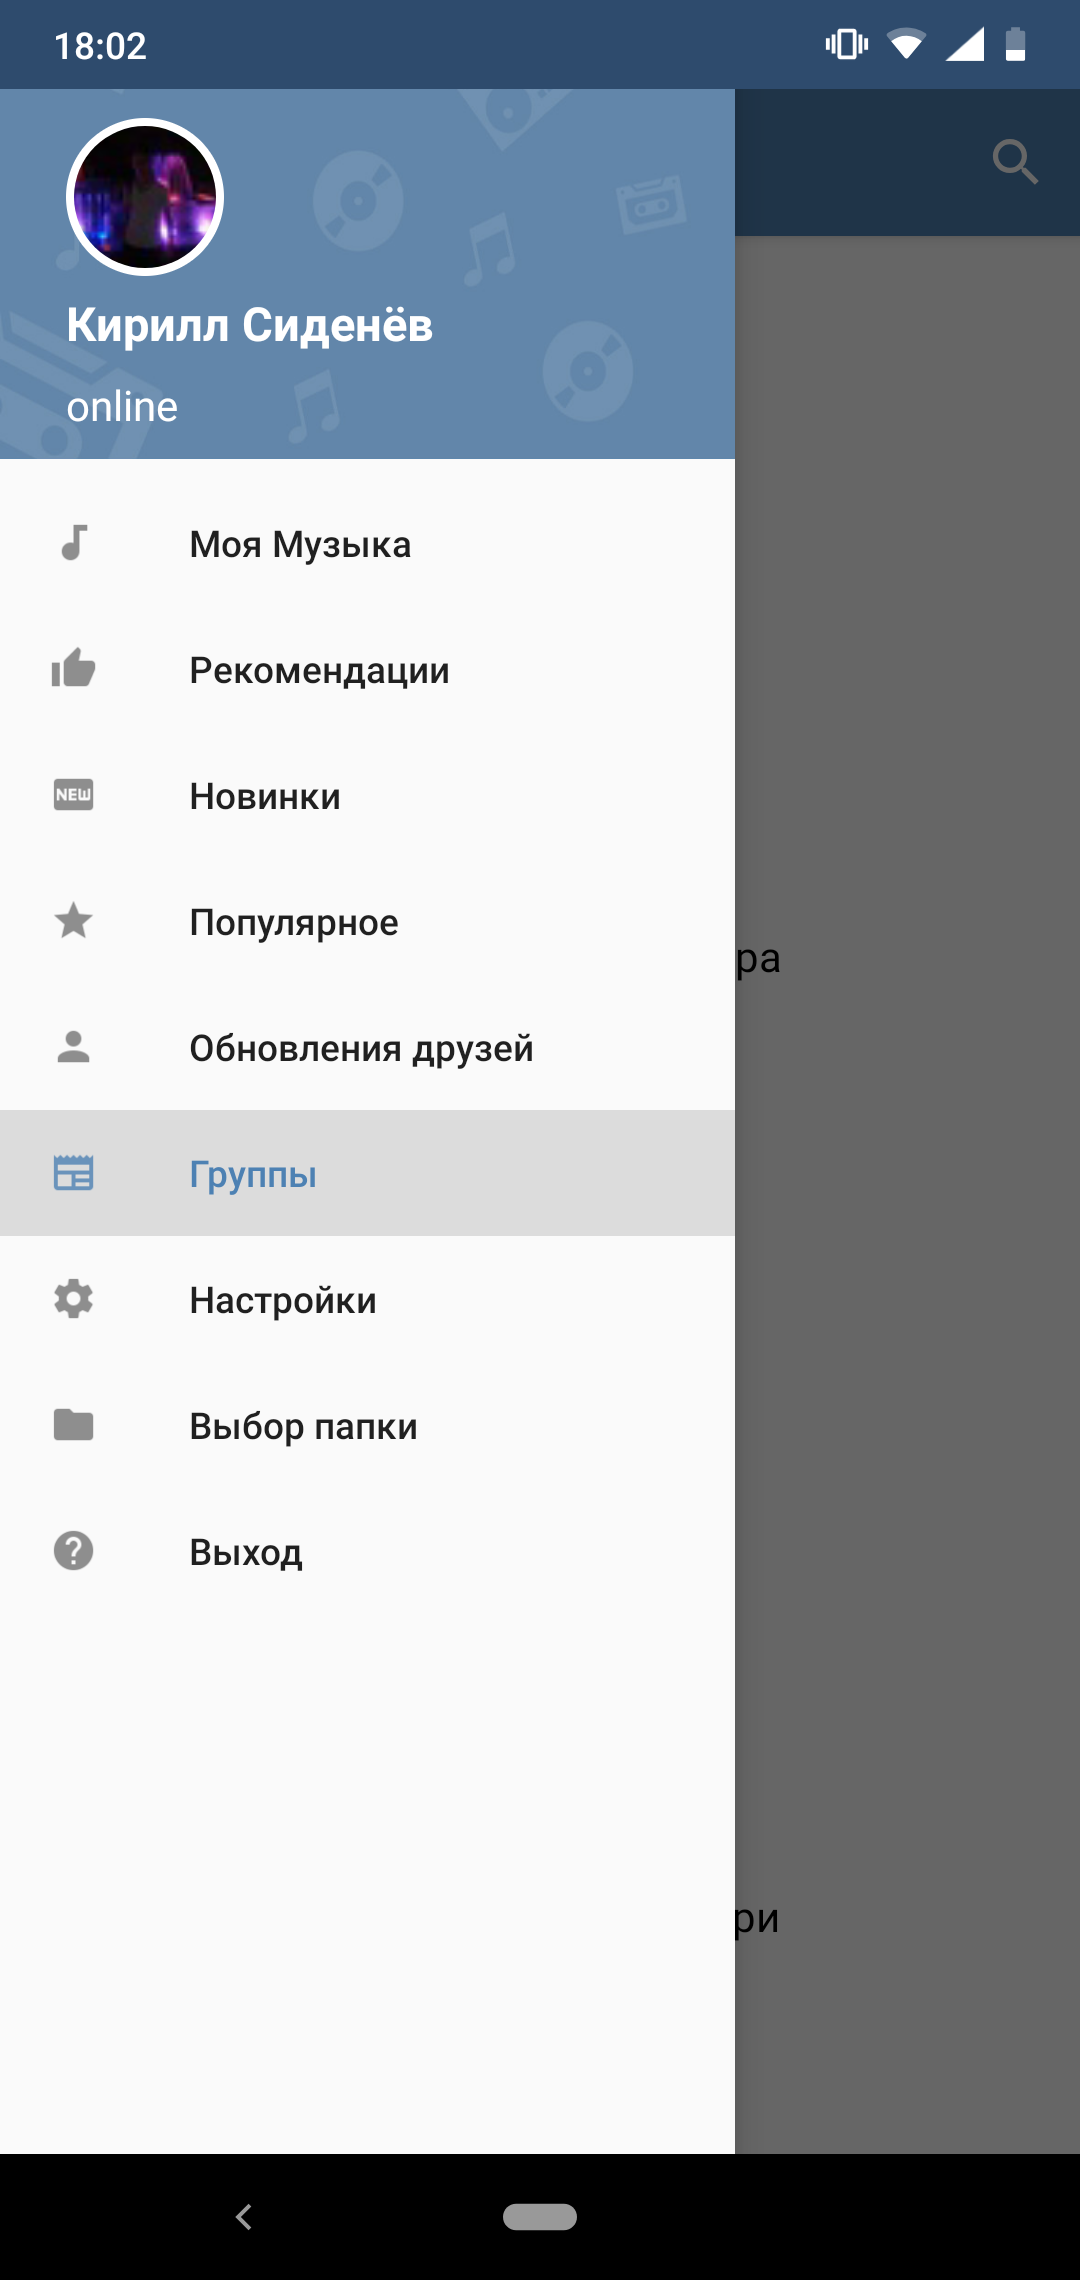 18:02
Кирилл Сиденёв
online
Моя Музыка
Рекомендации
NEW
Новинки
Популярное
ра
Обновления друзей
Группы
Настройки
Выбор папки
Выход
ри